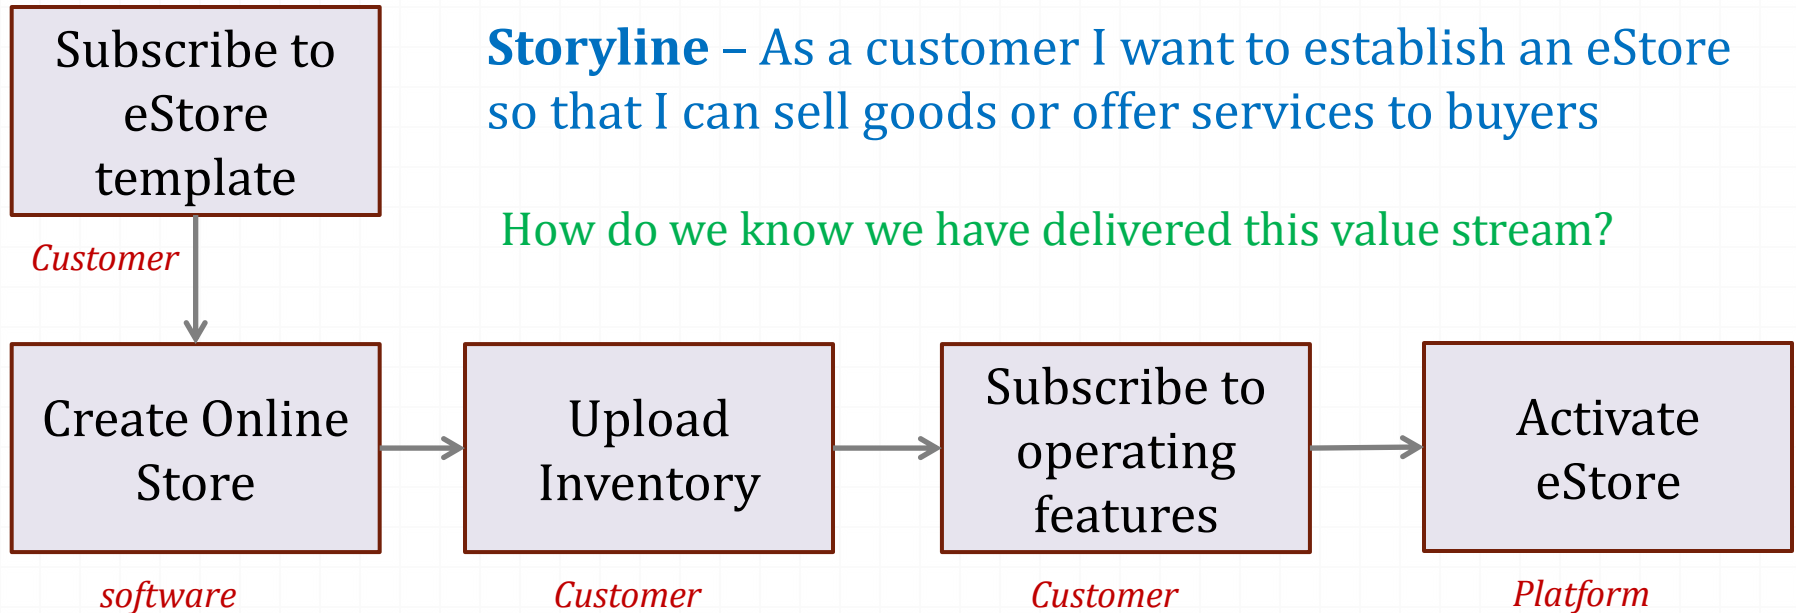 Subscribe to
eStore
template
Storyline – As a customer I want to establish an eStore
so that I can sell goods or offer services to buyers
How do we know we have delivered this value stream?
Customer
Create Online
Store
Upload
Inventory
Subscribe to
operating
features
Activate
eStore
software
Customer
Customer
Platform